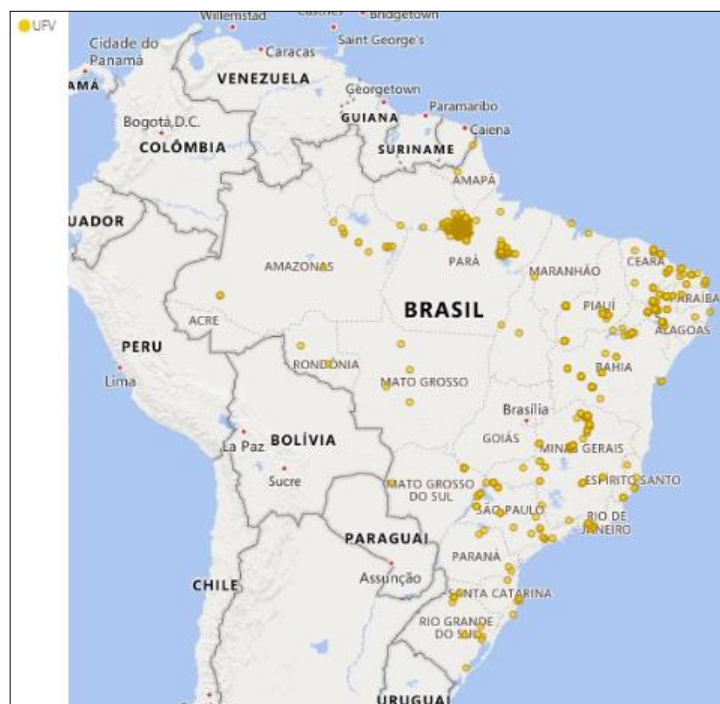 UFV
Willemstad
Castries
Bridgetown
Saint George's
Cidade do
Panamá
AMÁ
Caracas
VENEZUELA
Georgetown
Paramaribo
GUIANA
Caiena
Bogotá,D.C.
SURINAME
COLÔMBIA
AMAPÁ
UADOR
AMAZONAS
PARÁ
MARANHÃO
CEARÁ
PARAÍBA
BRASIL
PIAUÍ
ACRE
ALAGOAS
PERU
RONDÔNIA
BAHIA
Lima
MATO GROSSO
Brasília
BOLÍVIA
La Paz
GOIÁS
MINAS GERAIS
Sucre
MATO GROSSO
DO SUL
ESPÍRITO SANTO
SÃO PAULO
RIO DE
JANEIRO
PARAGUAI
PARANÁ
Assunção
CHILE
SANTA CATARINA
RIO GRANDE
DO SUL
URUGUAI